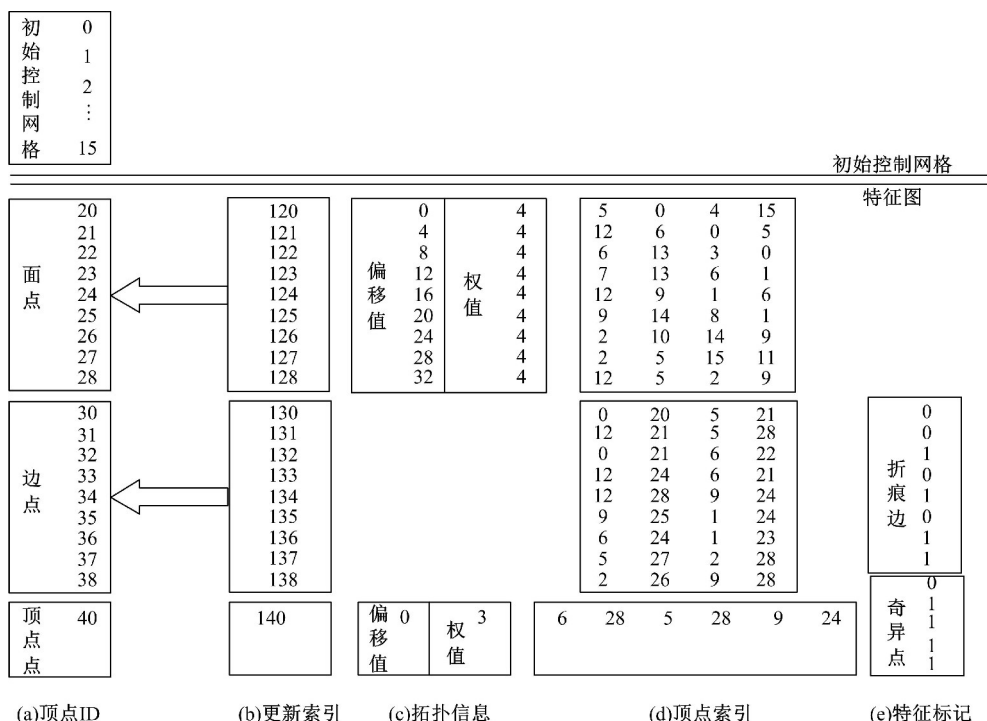 初始控制网格
0
1
2
⋮
15
初始控制网格
特征图
面点
20
21
22
23
24
25
26
27
28
120
121
122
123
124
125
126
127
128
偏移值
0
4
8
12
16
20
24
28
32
权值
4
4
4
4
4
4
4
4
4
5 0 4 15
12 6 0 5
6 13 3 0
7 13 6 1
12 9 1 6
9 14 8 1
2 10 14 9
2 5 15 11
12 5 2 9
边点
30
31
32
33
34
35
36
37
38
130
131
132
133
134
135
136
137
138
0 20 5 21
12 21 5 28
0 21 6 22
12 24 6 21
12 28 9 24
9 25 1 24
6 24 1 23
5 27 2 28
2 26 9 28
折痕边
0
0
1
0
1
0
1
1
顶点点
40
140
偏移值
0
权值
3
6 28 5 28 9 24
奇异点
0
1
1
1
1
(a)顶点ID
(b)更新索引
(c)拓扑信息
(d)顶点索引
(e)特征标记